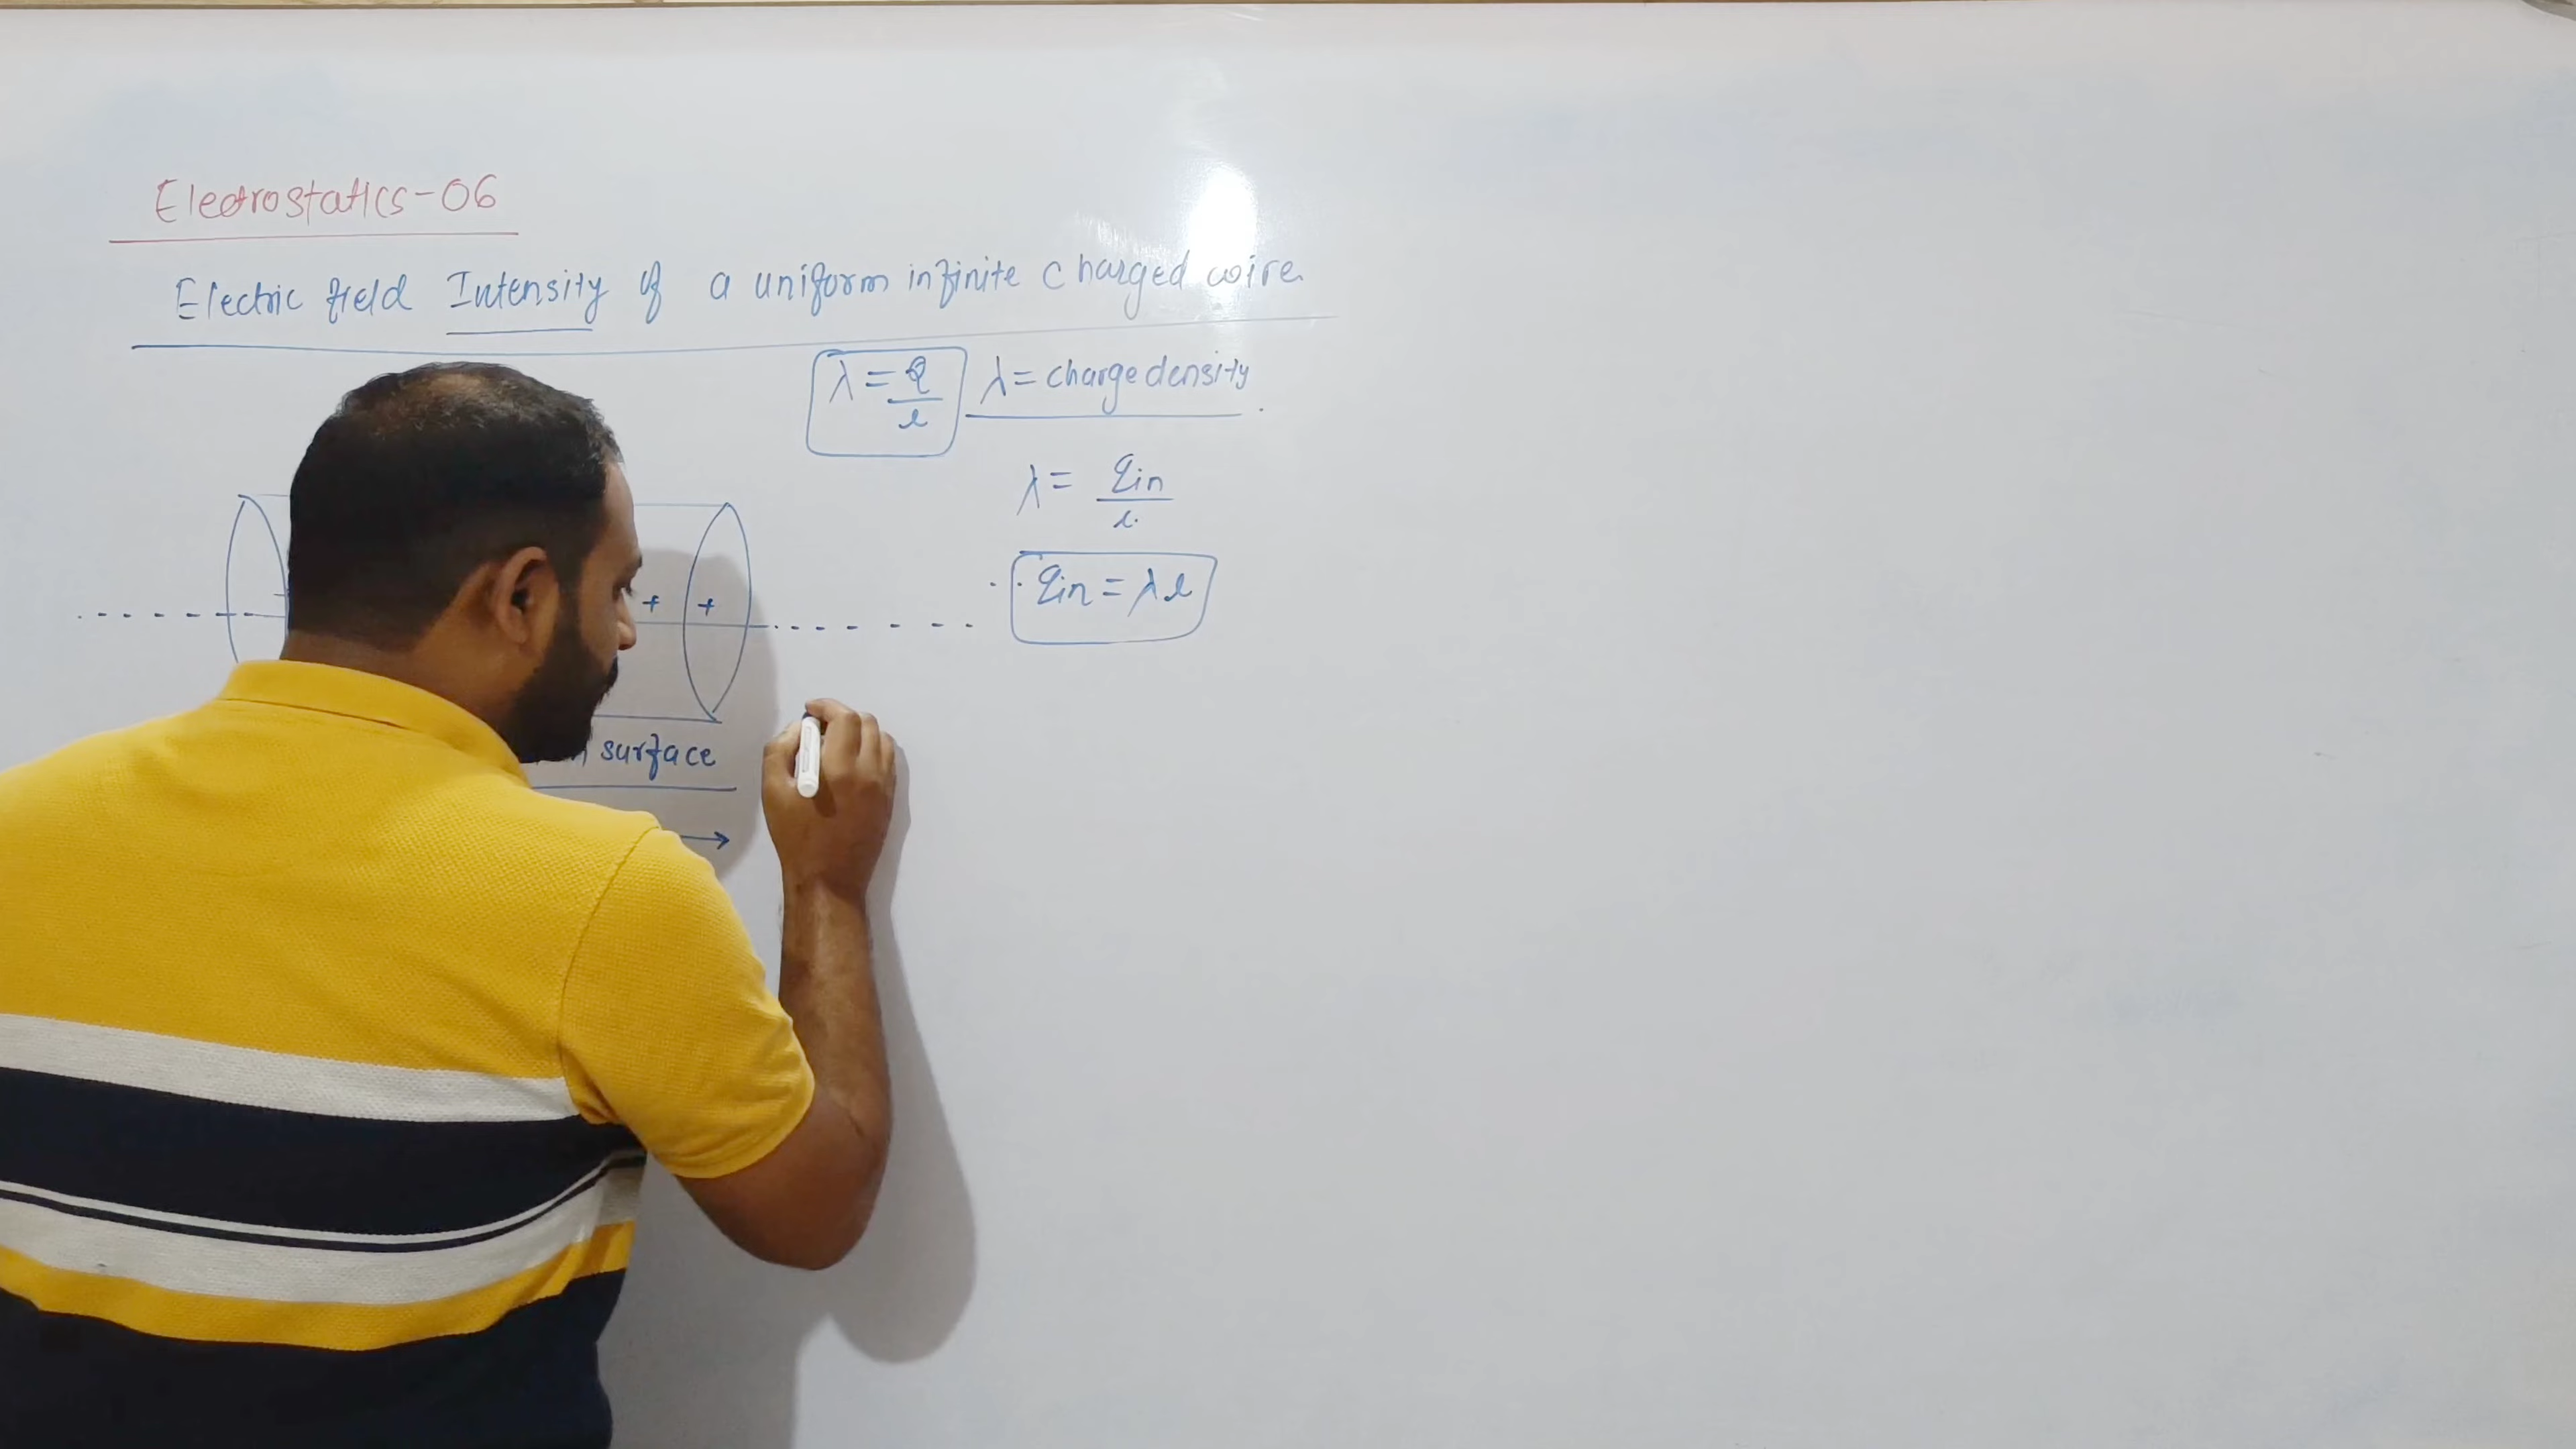 Electrostatics-06
Electric field Intensity of a uniform infinite charged wire.
λ = Q/l λ = charge density.
λ = qin/l.
+ +
∴ qin = λl
surface